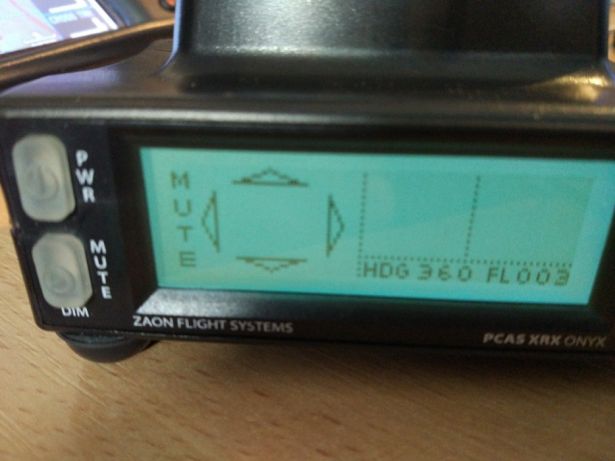 PWR
MUTE
DIM
MUTE
HDG 360 FL003
ZAON FLIGHT SYSTEMS
PCAS XRX ONYX